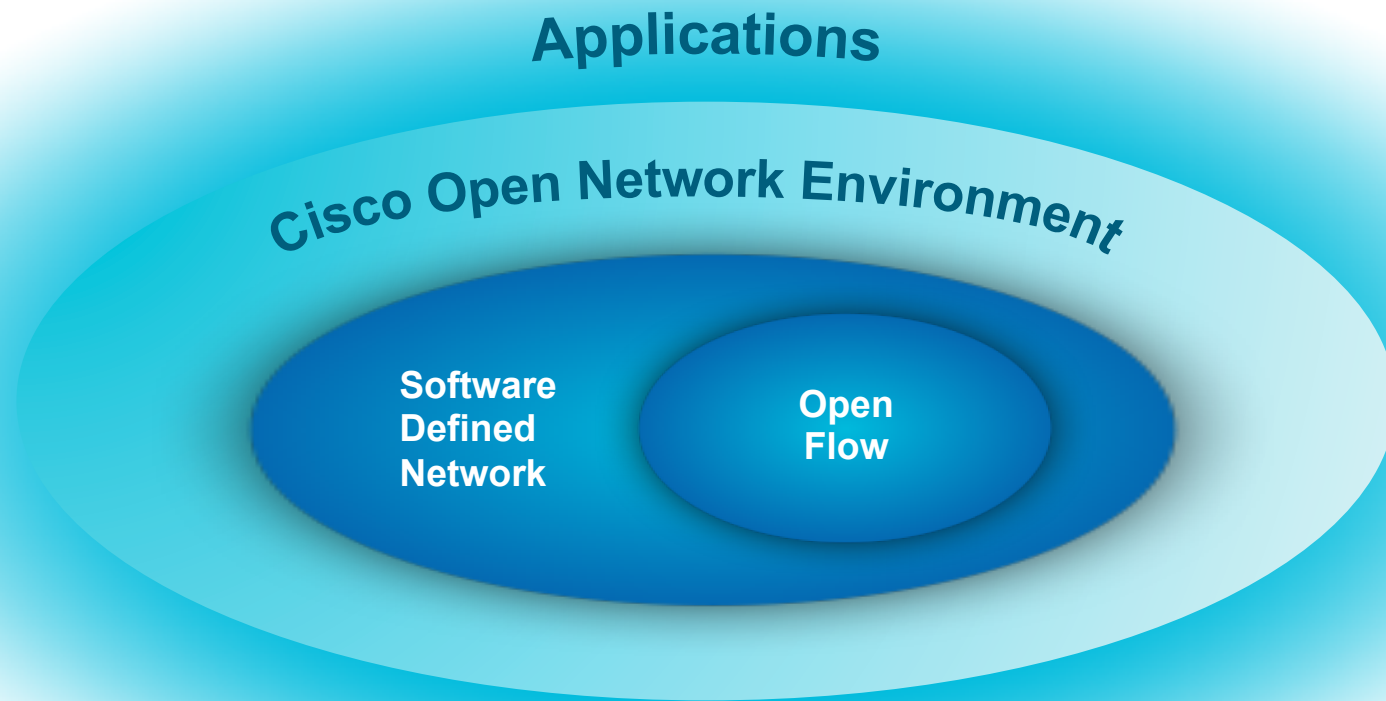 Applications
Cisco Open Network Environment
Software
Defined
Network
Open
Flow